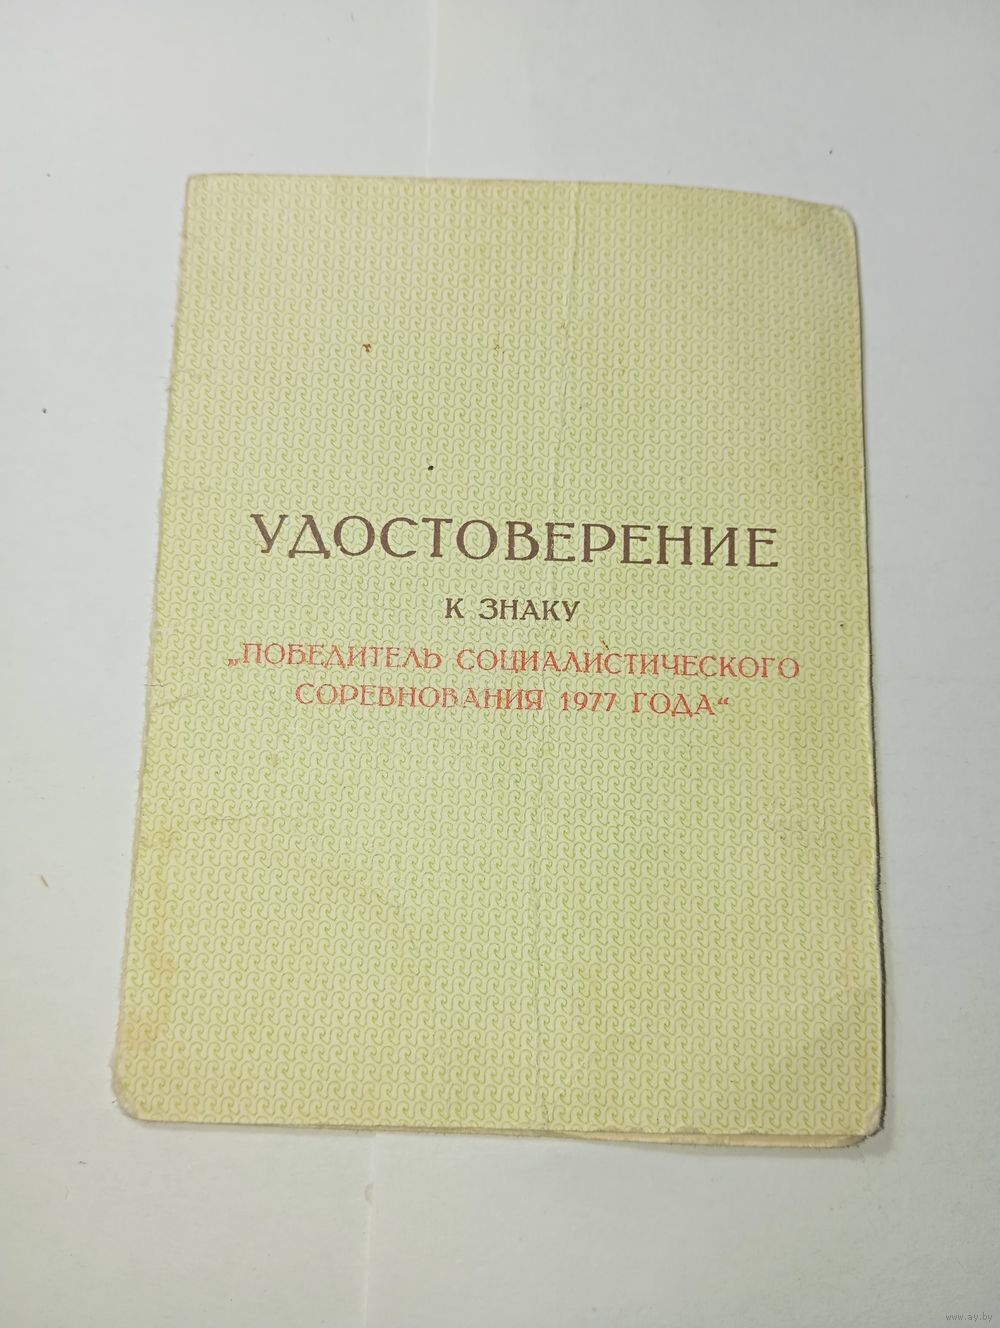 УДОСТОВЕРЕНИЕ
К ЗНАКУ
„ПОБЕДИТЕЛЬ СОЦИАЛИСТИЧЕСКОГО
СОРЕВНОВАНИЯ 1977 ГОДА“
www.ay.by